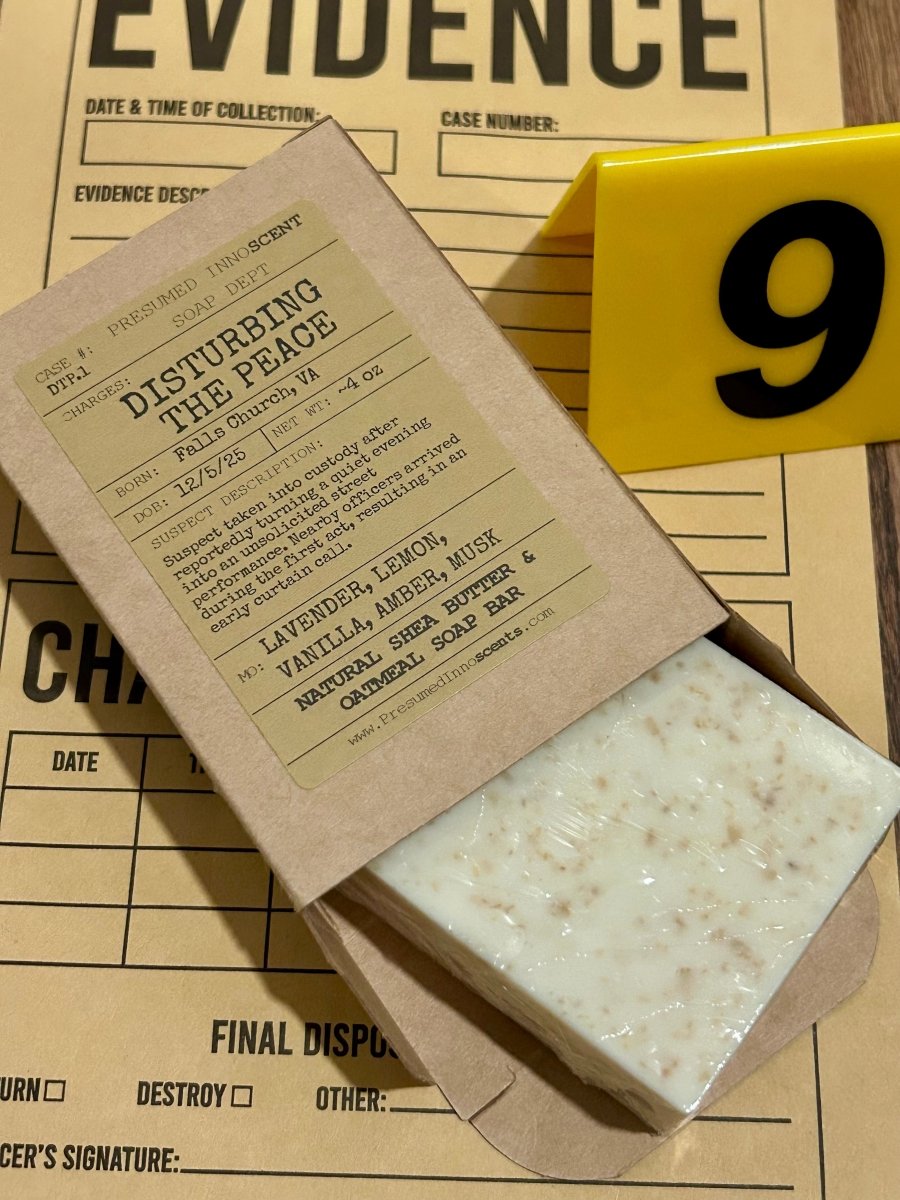 EVIDENCE
DATE & TIME OF COLLECTION:
CASE NUMBER:
EVIDENCE DESC
9
CASE #: PRESUMED INNOSCENT
DTP.1 SOAP DEPT
CHARGES: DISTURBING
THE PEACE
BORN: Falls Church, VA
DOB: 12/5/25 NET WT: ~4 oz
SUSPECT DESCRIPTION:
Suspect taken into custody after
reportedly turning a quiet evening
into an unsolicited street
performance. Nearby officers arrived
during the first act, resulting in an
early curtain call.
LAVENDER, LEMON,
MO: VANILLA, AMBER, MUSK
NATURAL SHEA BUTTER &
OATMEAL SOAP BAR
www.PresumedInnoscents.com
CHA
DATE
FINAL DISPO
URN
DESTROY
OTHER:
CER'S SIGNATURE: